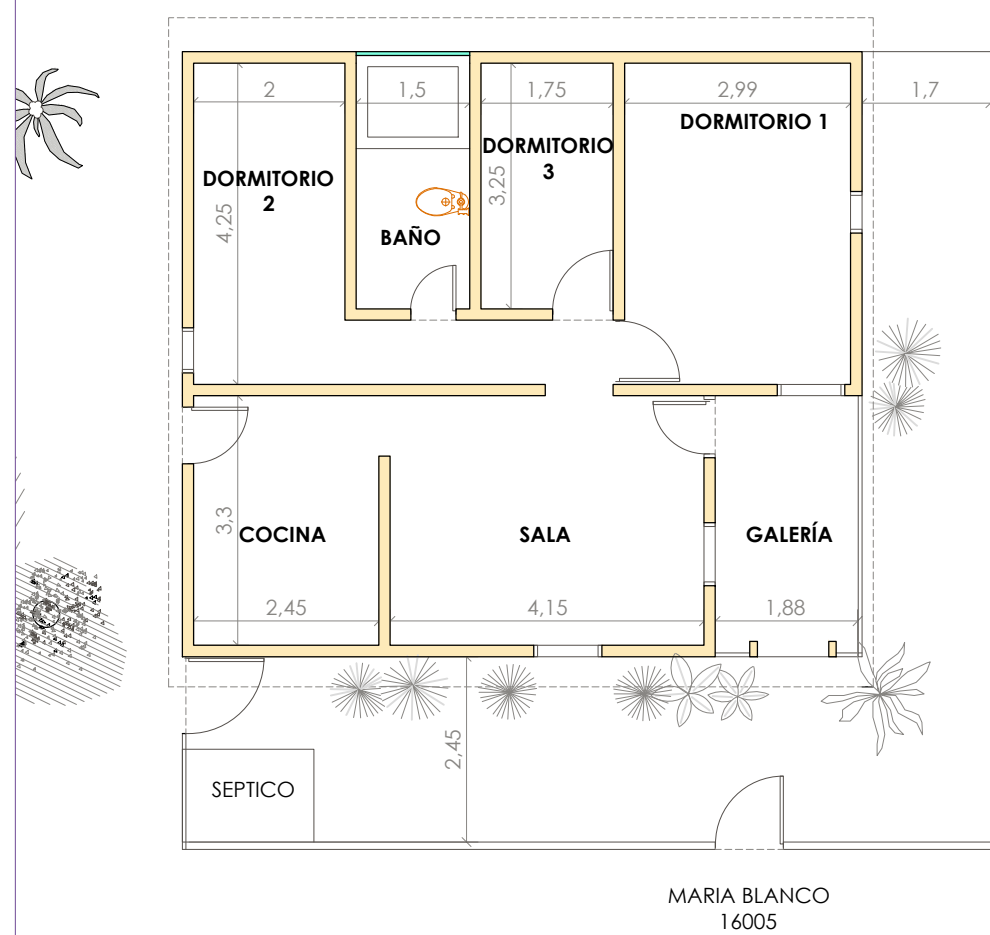 2
1,5
1,75
2,99
1,7
DORMITORIO 1
DORMITORIO
3
DORMITORIO
2
3,25
4,25
BAÑO
3,3
COCINA
SALA
GALERÍA
2,45
4,15
1,88
2,45
SEPTICO
MARIA BLANCO
16005